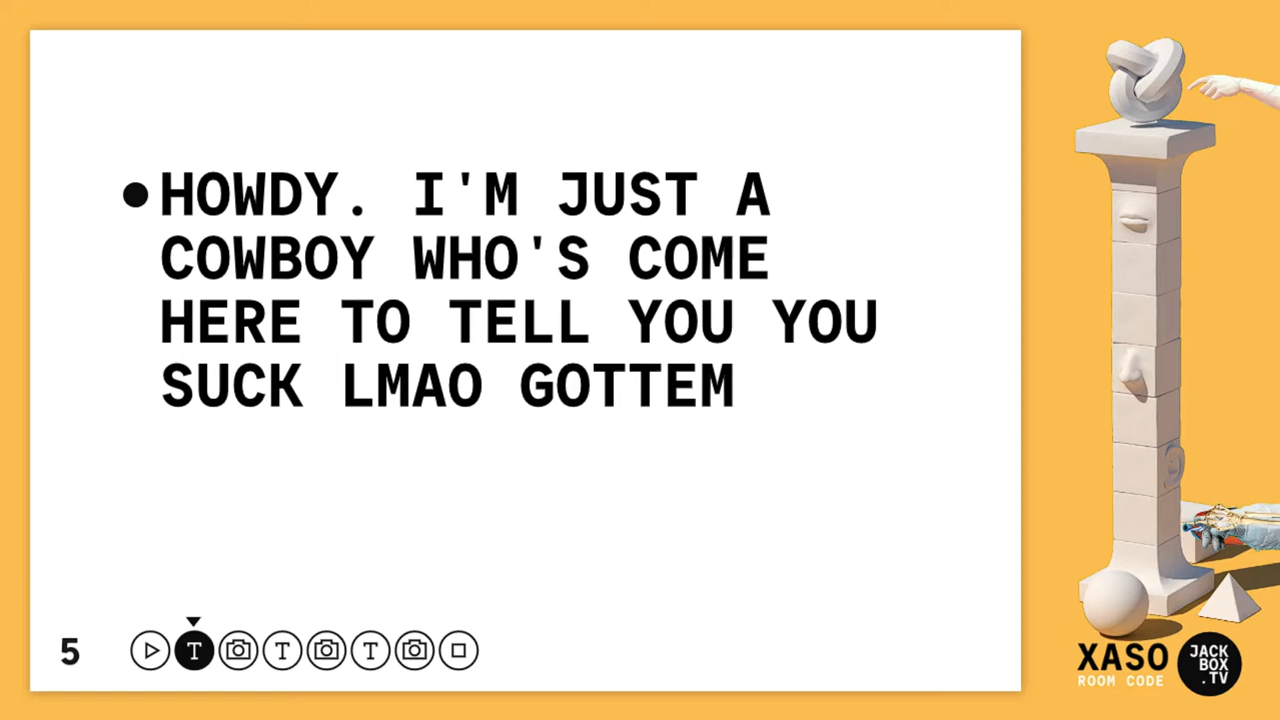 HOWDY. I'M JUST A
COWBOY WHO'S COME
HERE TO TELL YOU YOU
SUCK LMAO GOTTEM
5
T
T
T
XASO
ROOM CODE
JACK
BOX
.TV